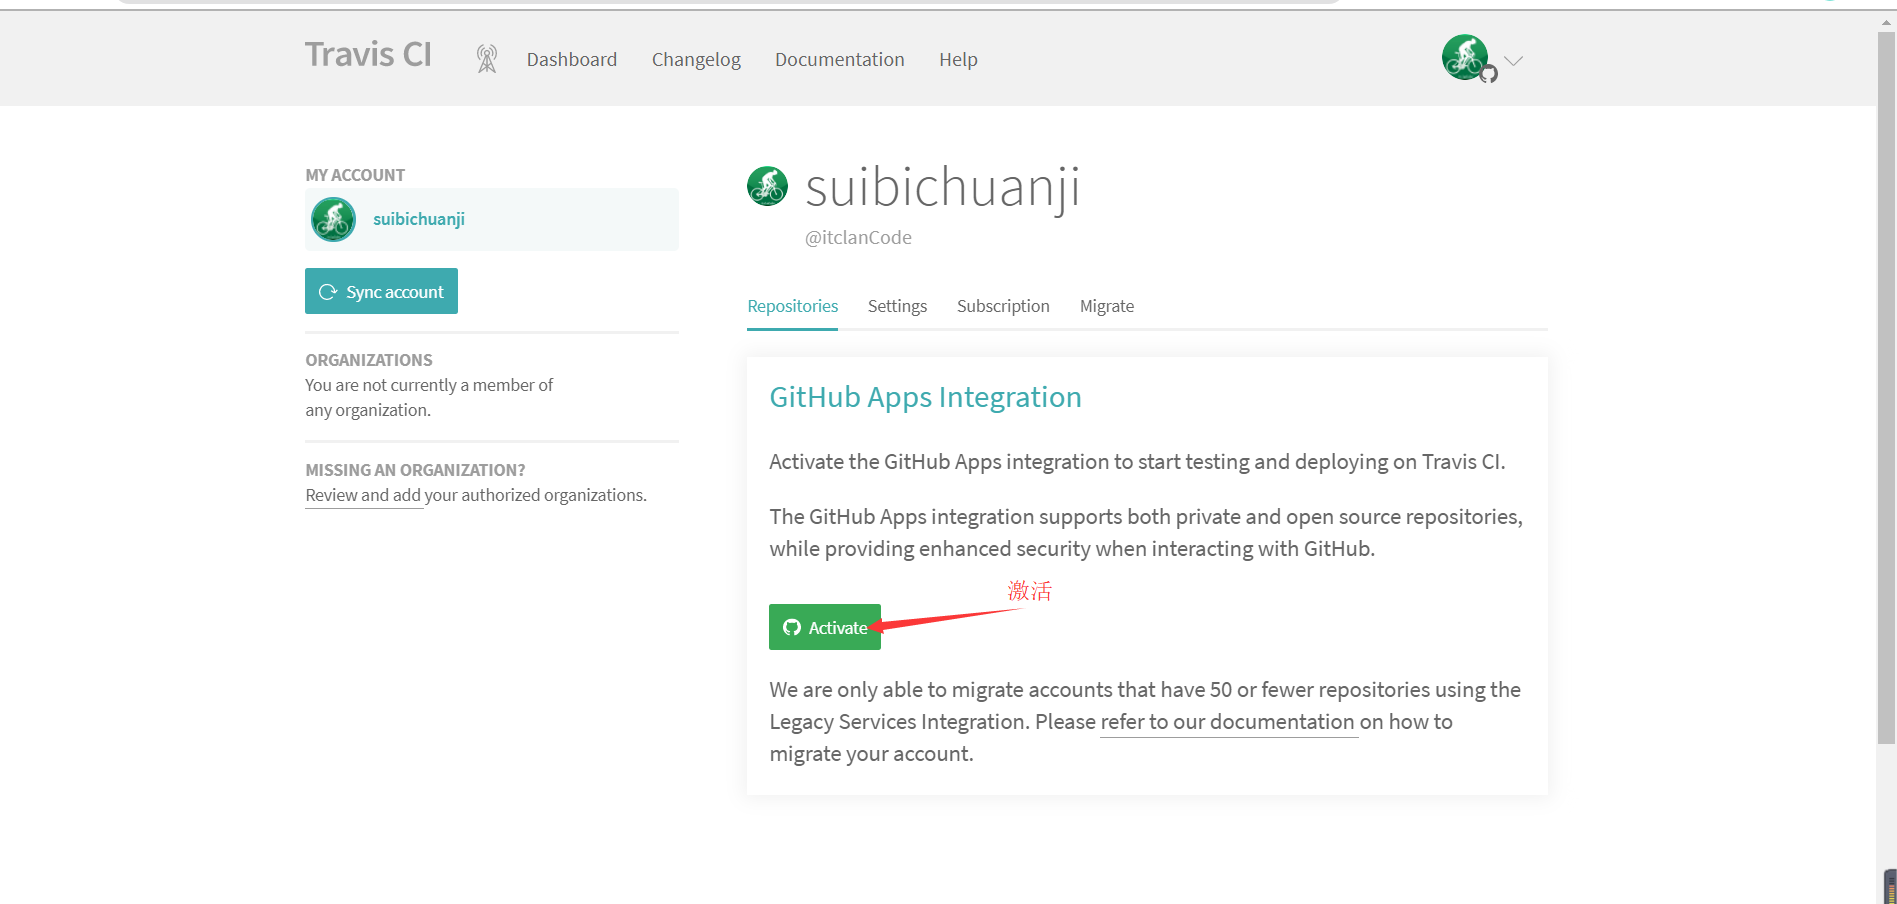 Travis CI
Dashboard
Changelog
Documentation
Help
MY ACCOUNT
suibichuanji
Sync account
ORGANIZATIONS
You are not currently a member of
any organization.
MISSING AN ORGANIZATION?
Review and add your authorized organizations.
suibichuanji
@itclanCode
Repositories
Settings
Subscription
Migrate
GitHub Apps Integration
Activate the GitHub Apps integration to start testing and deploying on Travis CI.
The GitHub Apps integration supports both private and open source repositories,
while providing enhanced security when interacting with GitHub.
激活
Activate
We are only able to migrate accounts that have 50 or fewer repositories using the
Legacy Services Integration. Please refer to our documentation on how to
migrate your account.